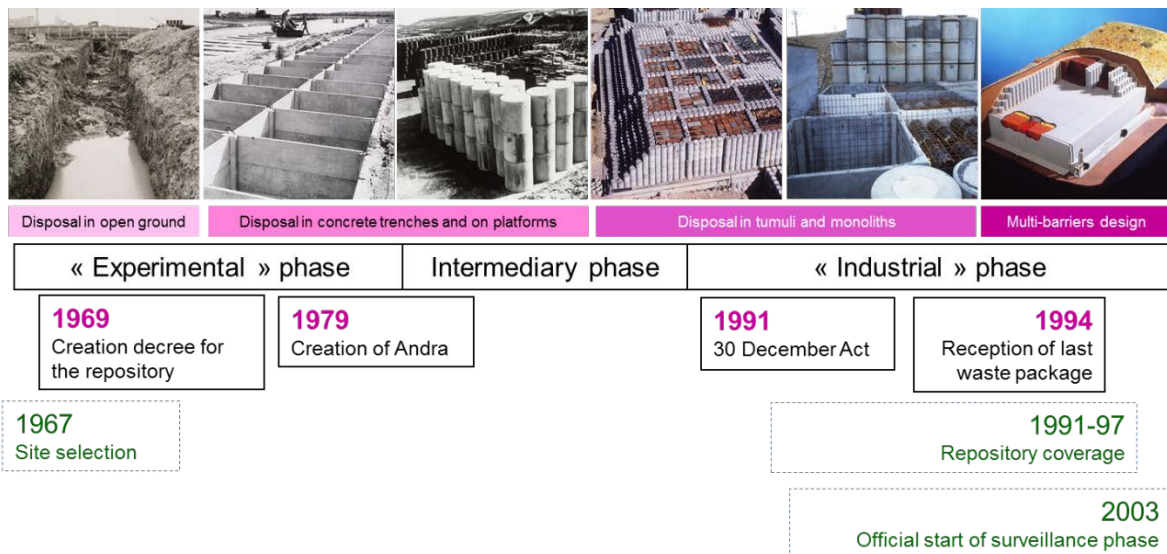 Disposal in open ground
Disposal in concrete trenches and on platforms
Disposal in tumuli and monoliths
Multi-barriers design
« Experimental » phase
Intermediary phase
« Industrial » phase
1969
Creation decree for
the repository
1979
Creation of Andra
1991
30 December Act
1994
Reception of last
waste package
1967
Site selection
1991-97
Repository coverage
2003
Official start of surveillance phase